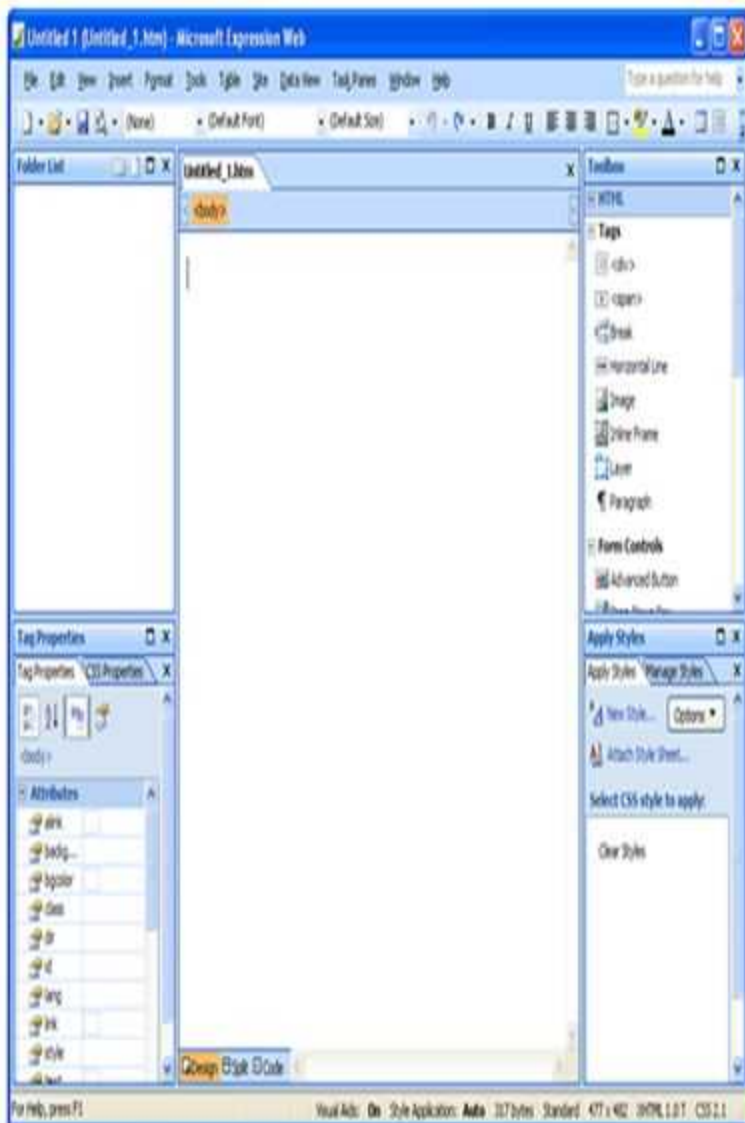 Untitled 1 (Untitled_1.htm) - Microsoft Expression Web
File Edit View Insert Format Tools Table Site Data View Task Panes Window Help
Type a question for help
(None) (Default Font) (Default Size) B I U A
Folder List
Untitled_1.htm
<body>
Toolbox
HTML
Tags
<div>
<span>
Break
Horizontal Line
Image
Inline Frame
Layer
Paragraph
Form Controls
Advanced Button
Tag Properties
Tag Properties CSS Properties
<body>
Attributes
alink
backg...
bgcolor
class
dir
id
lang
link
style
Design Split Code
Apply Styles
Apply Styles Manage Styles
New Style... Options
Attach Style Sheet...
Select CSS style to apply:
Clear Styles
For Help, press F1
Visual Aids: On Style Application: Auto 317 bytes Standard 477 x 402 XHTML 1.0 T CSS 2.1